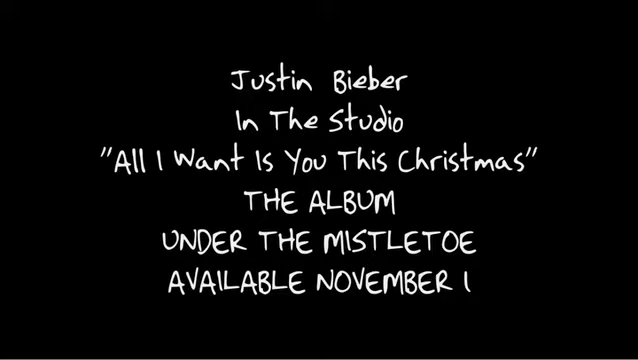 Justin Bieber
In The Studio
"All I Want Is You This Christmas"
THE ALBUM
UNDER THE MISTLETOE
AVAILABLE NOVEMBER 1